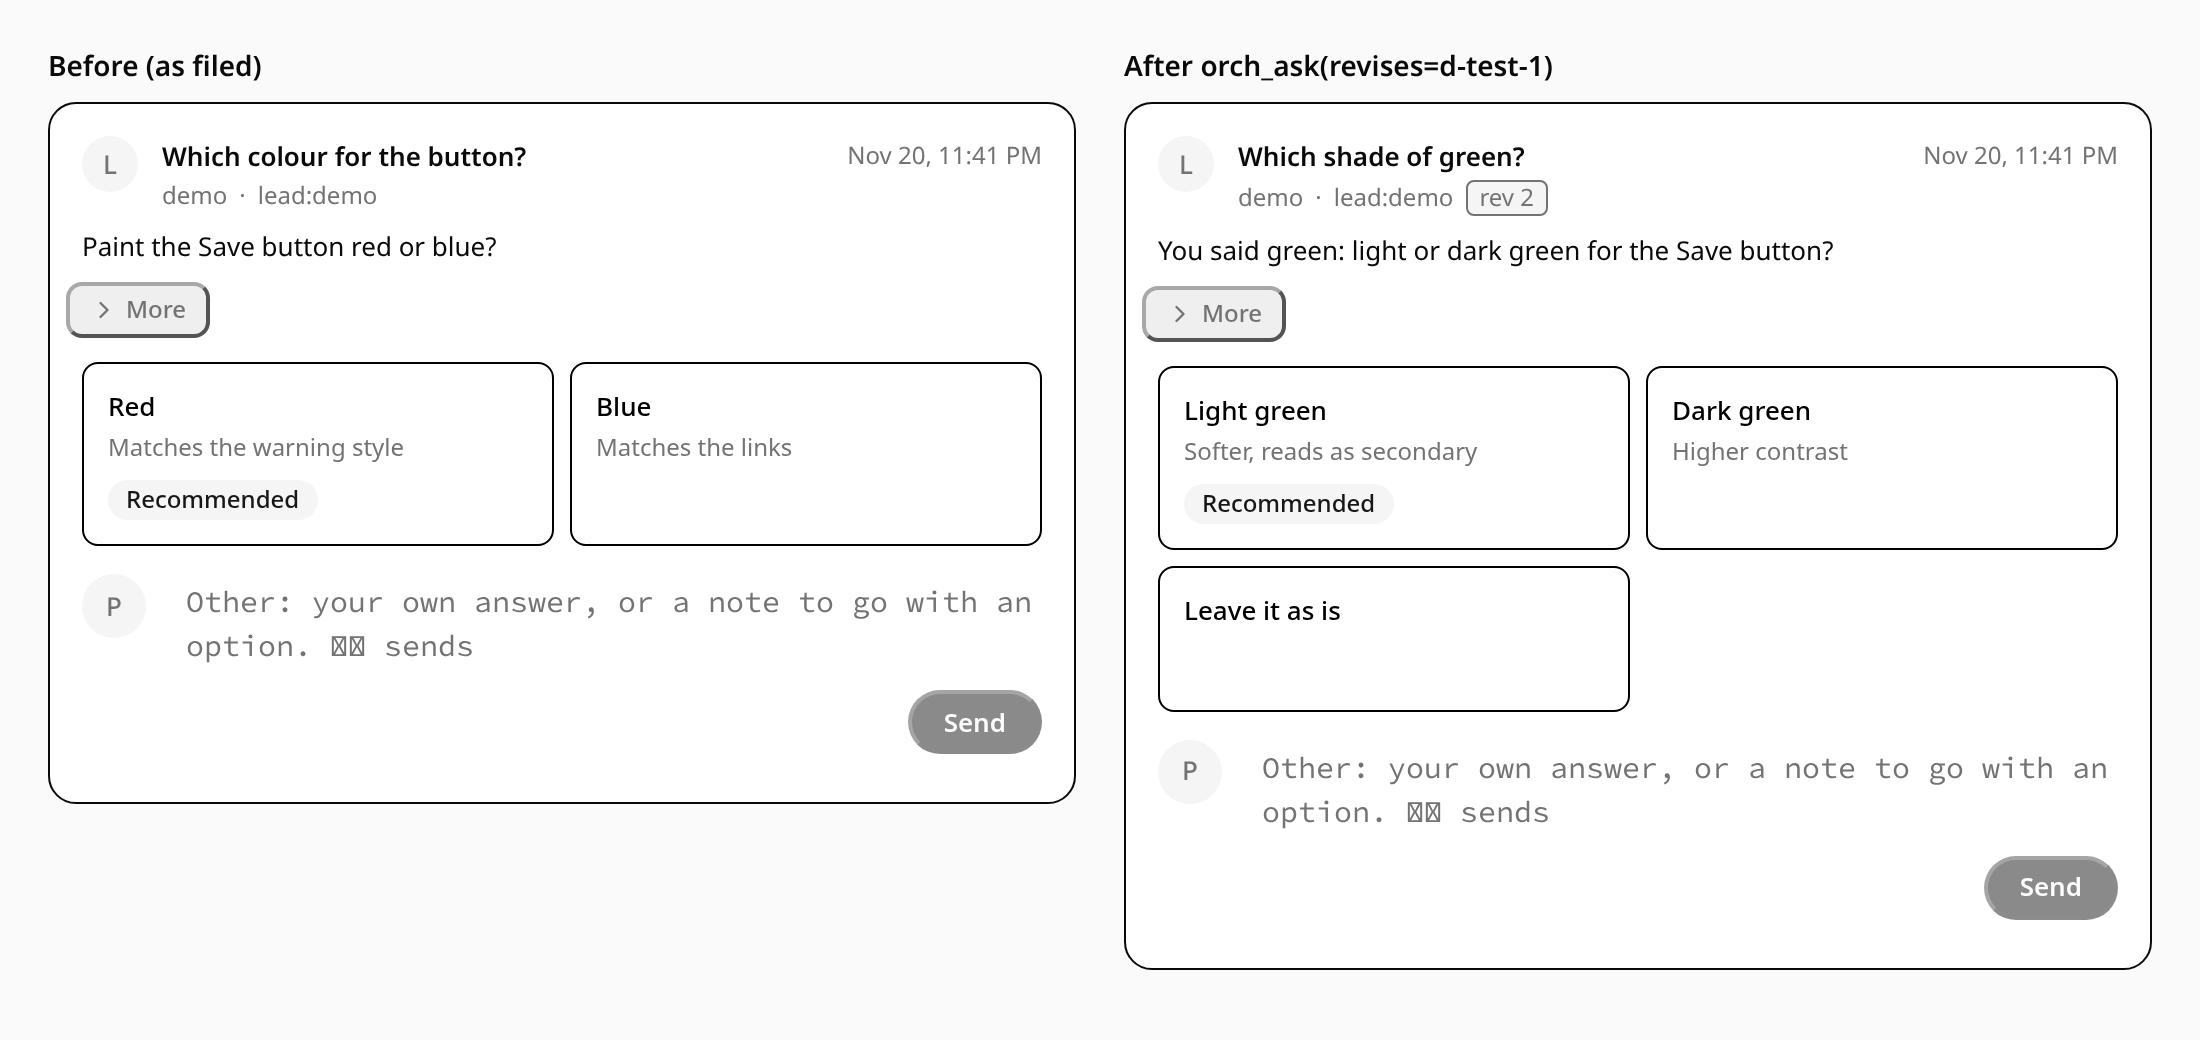 Before (as filed)
L
Which colour for the button?
Nov 20, 11:41 PM
demo · lead:demo
Paint the Save button red or blue?
More
Red
Matches the warning style
Recommended
Blue
Matches the links
P
Other: your own answer, or a note to go with an
option. sends
Send
After orch_ask(revises=d-test-1)
L
Which shade of green?
Nov 20, 11:41 PM
demo · lead:demo rev 2
You said green: light or dark green for the Save button?
More
Light green
Softer, reads as secondary
Recommended
Dark green
Higher contrast
Leave it as is
P
Other: your own answer, or a note to go with an
option. sends
Send